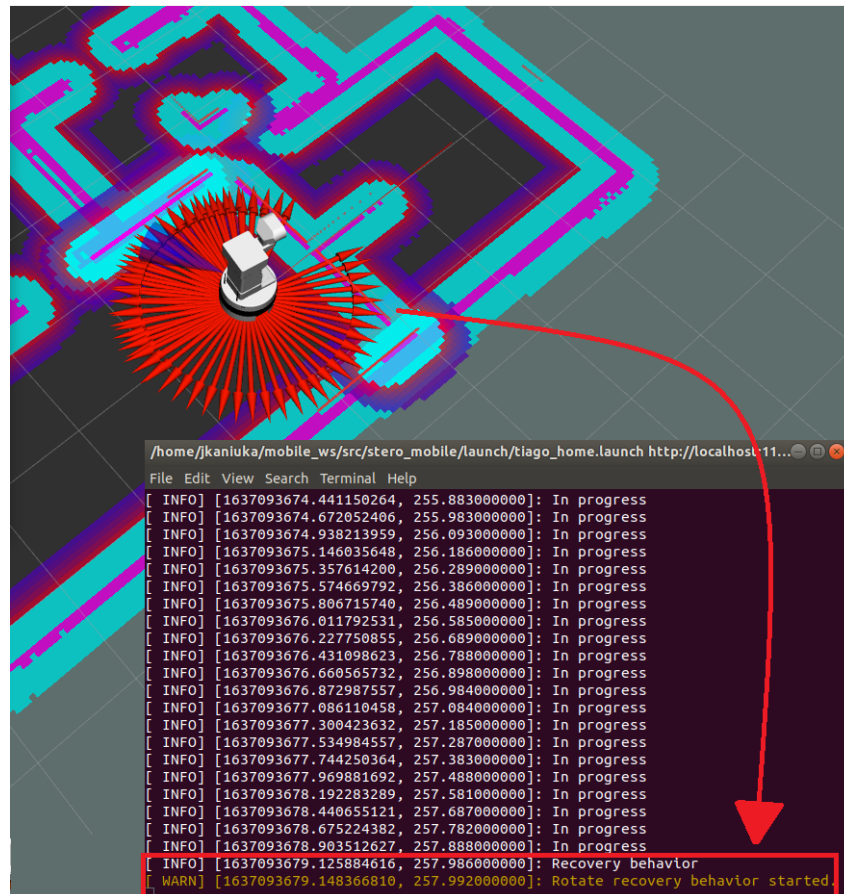 /home/jkaniuka/mobile_ws/src/stero_mobile/launch/tiago_home.launch http://localhost:11...
File Edit View Search Terminal Help
[ INFO] [1637093674.441150264, 255.883000000]: In progress
[ INFO] [1637093674.672052406, 255.983000000]: In progress
[ INFO] [1637093674.938213959, 256.093000000]: In progress
[ INFO] [1637093675.146035648, 256.186000000]: In progress
[ INFO] [1637093675.357614200, 256.289000000]: In progress
[ INFO] [1637093675.574669792, 256.386000000]: In progress
[ INFO] [1637093675.806715740, 256.489000000]: In progress
[ INFO] [1637093676.011792531, 256.585000000]: In progress
[ INFO] [1637093676.227750855, 256.689000000]: In progress
[ INFO] [1637093676.431098623, 256.788000000]: In progress
[ INFO] [1637093676.660565732, 256.898000000]: In progress
[ INFO] [1637093676.872987557, 256.984000000]: In progress
[ INFO] [1637093677.086110458, 257.084000000]: In progress
[ INFO] [1637093677.300423632, 257.185000000]: In progress
[ INFO] [1637093677.534984557, 257.287000000]: In progress
[ INFO] [1637093677.744250364, 257.383000000]: In progress
[ INFO] [1637093677.969881692, 257.488000000]: In progress
[ INFO] [1637093678.192283289, 257.581000000]: In progress
[ INFO] [1637093678.440655121, 257.687000000]: In progress
[ INFO] [1637093678.675224382, 257.782000000]: In progress
[ INFO] [1637093678.903512627, 257.888000000]: In progress
[ INFO] [1637093679.125884616, 257.986000000]: Recovery behavior
[ WARN] [1637093679.148366810, 257.992000000]: Rotate recovery behavior started.